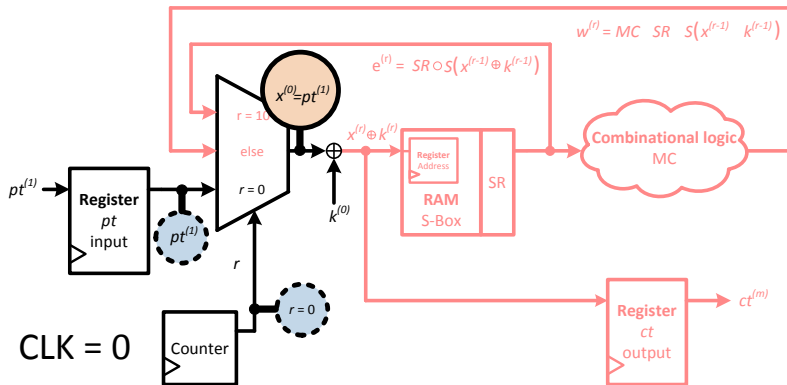 w^(r) = MC SR S(x^(r-1) k^(r-1))
e^(r) = SR○S(x^(r-1)⊕k^(r-1))
x^(0)=pt^(1)
r = 10
x^(r)⊕k^(r)
Combinational logic
MC
Register
Address
else
SR
pt^(1)
Register
pt
input
r = 0
RAM
S-Box
k^(0)
pt^(1)
r
r = 0
Register
ct
output
ct^(m)
CLK = 0
Counter